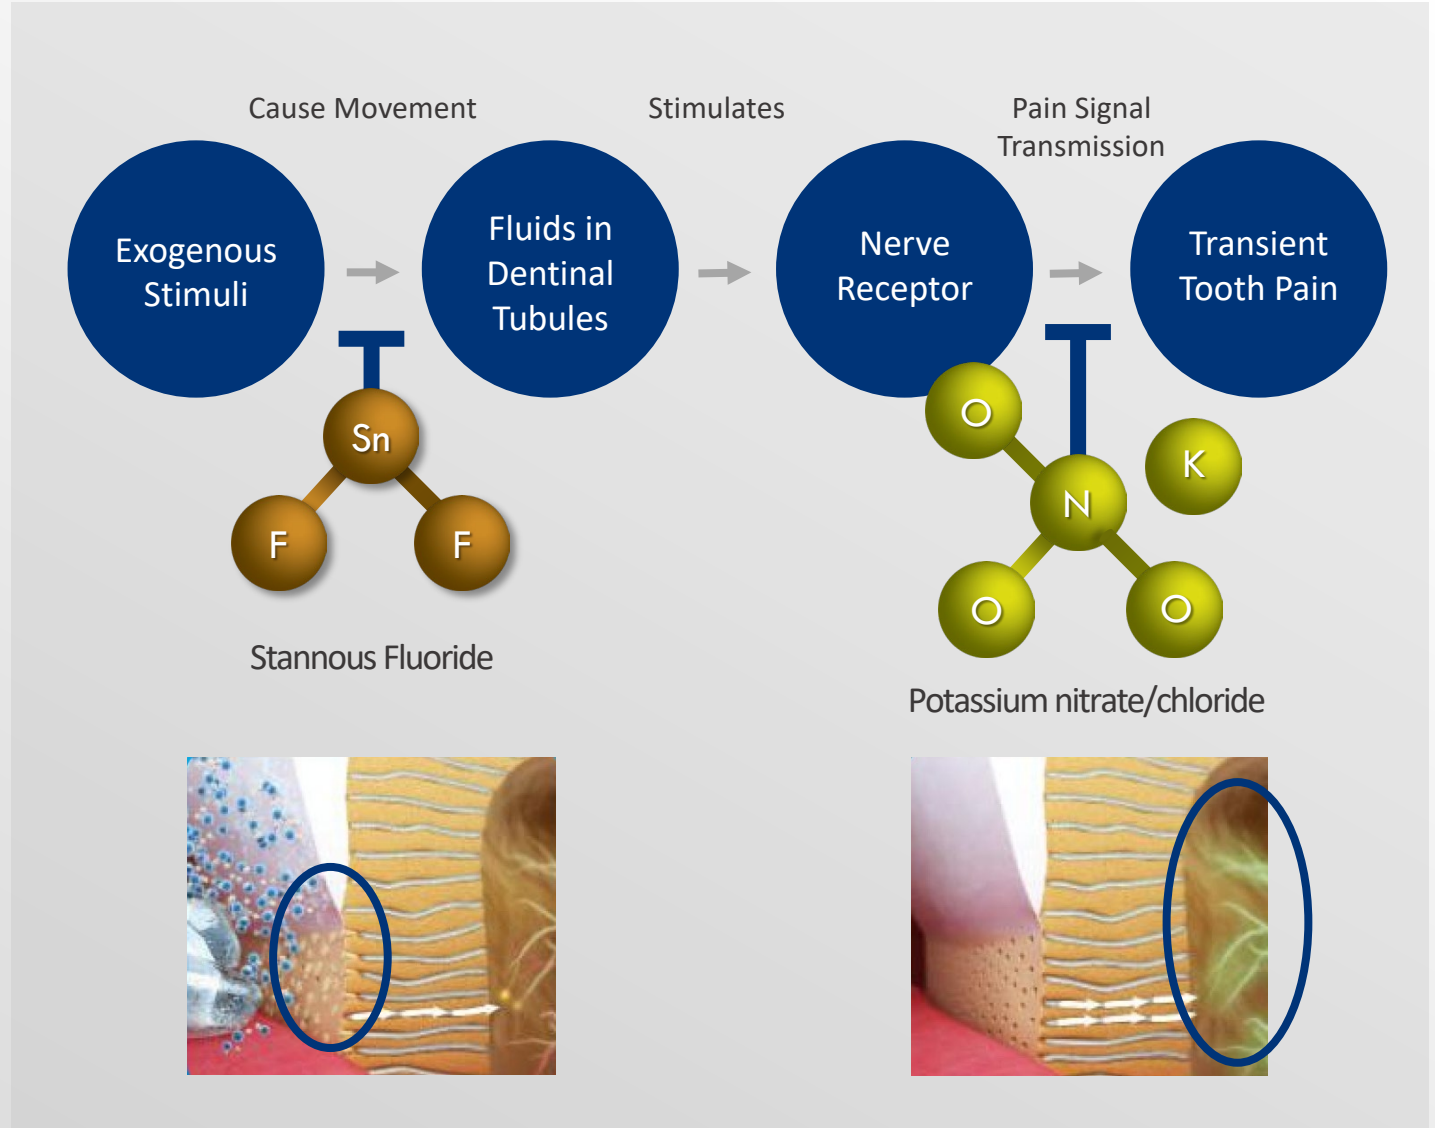 Cause Movement
Stimulates
Pain Signal
Transmission
Exogenous
Stimuli
Fluids in
Dentinal
Tubules
Nerve
Receptor
Transient
Tooth Pain
Sn
F
F
O
N
K
O
O
Stannous Fluoride
Potassium nitrate/chloride